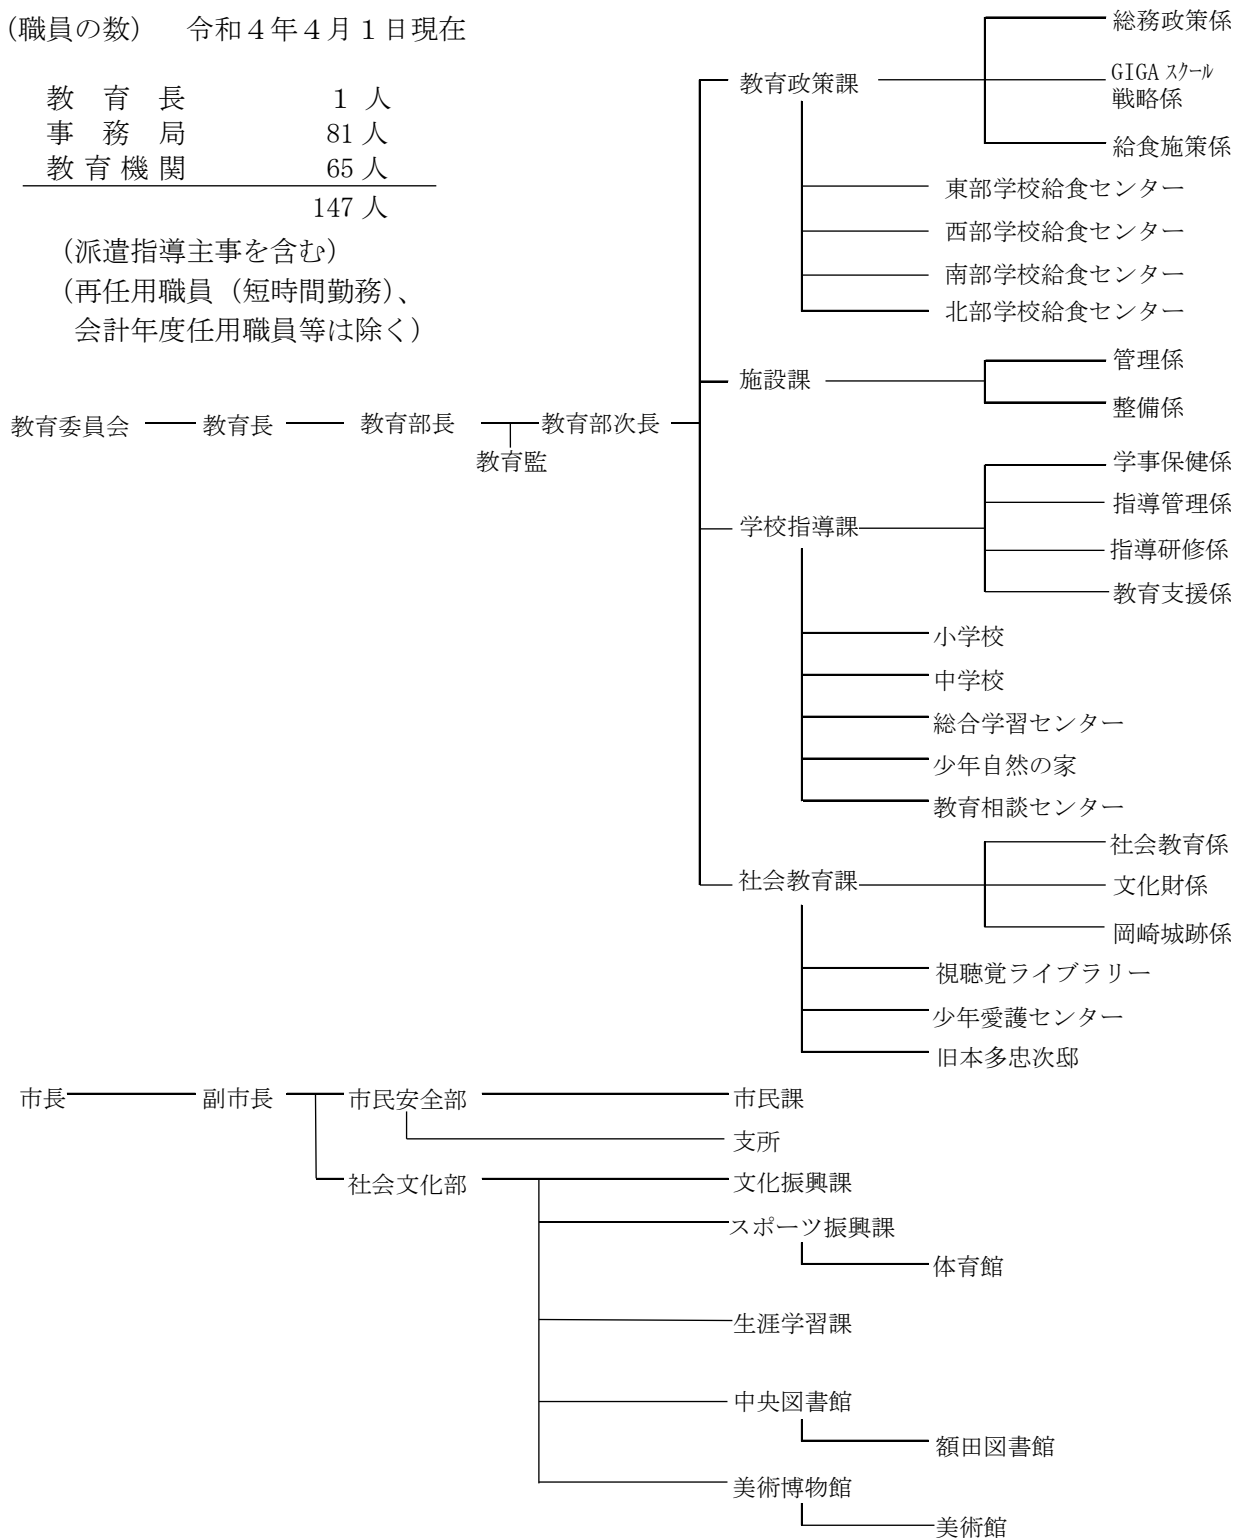 (職員の数)　令和４年４月１日現在
教　育　長　1 人
事　務　局　81 人
教 育 機 関　65 人
147 人
(派遣指導主事を含む)
(再任用職員（短時間勤務)、
会計年度任用職員等は除く)
教育委員会
教育長
教育部長
教育監
教育部次長
教育政策課
総務政策係
GIGA スクール
戦略係
給食施策係
東部学校給食センター
西部学校給食センター
南部学校給食センター
北部学校給食センター
施設課
管理係
整備係
学校指導課
学事保健係
指導管理係
指導研修係
教育支援係
小学校
中学校
総合学習センター
少年自然の家
教育相談センター
社会教育課
社会教育係
文化財係
岡崎城跡係
視聴覚ライブラリー
少年愛護センター
旧本多忠次邸
市長
副市長
市民安全部
市民課
支所
社会文化部
文化振興課
スポーツ振興課
体育館
生涯学習課
中央図書館
額田図書館
美術博物館
美術館